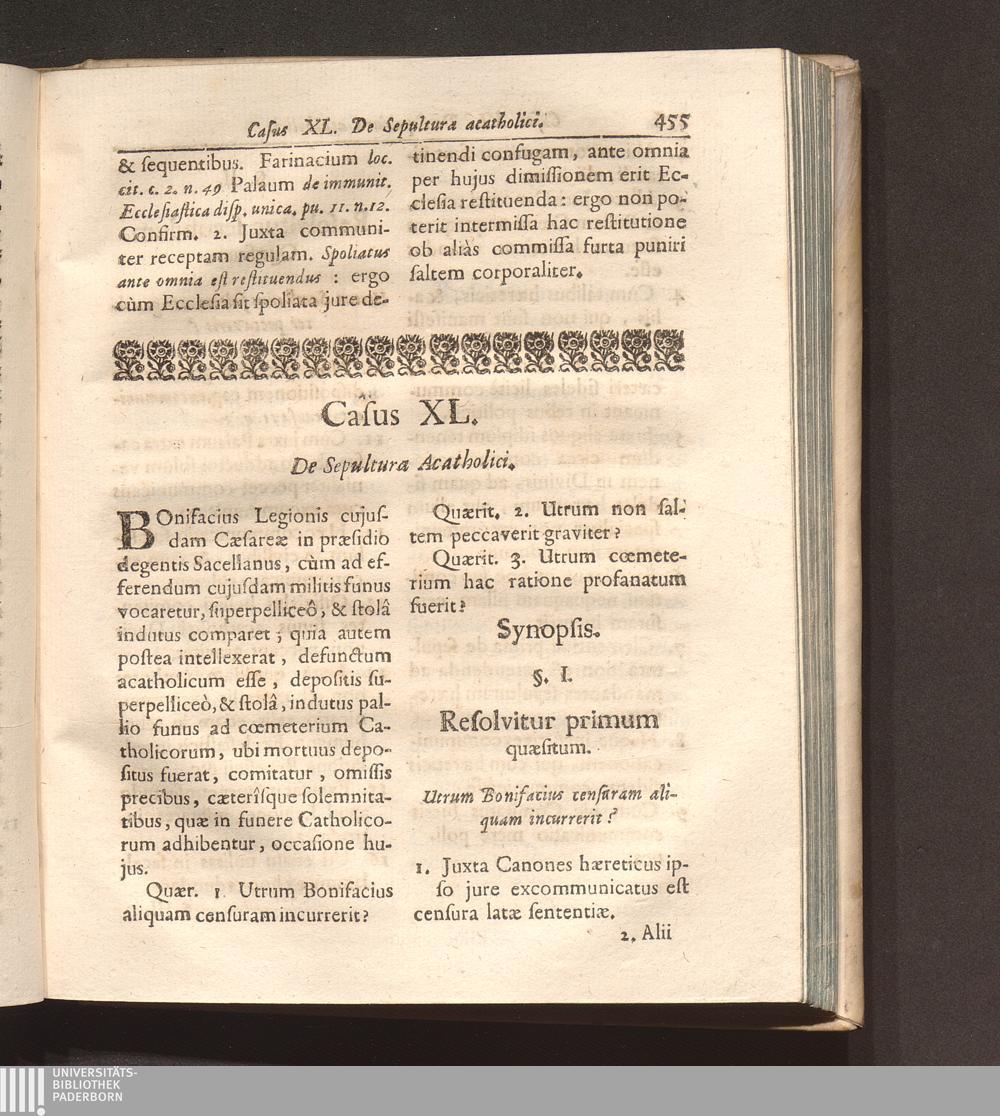 Casus XL. De Sepultura acatholici. 455
& sequentibus. Farinacium loc.
cit. c. 2. n. 49 Palaum de immunit.
Ecclesiastica disp. unica. pu. 11. n. 12.
Confirm. 2. Juxta communi-
ter receptam regulam. Spoliatus
ante omnia est restituendus : ergo
cùm Ecclesia sit spoliata jure de-
tinendi confugam, ante omnia
per hujus dimissionem erit Ec-
clesia restituenda : ergo non po-
terit intermissa hac restitutione
ob aliàs commissa furta puniri
saltem corporaliter.
Casus XL.
De Sepultura Acatholici.
BOnifacius Legionis cujus-
dam Cæsareæ in præsidio
degentis Sacellanus, cùm ad ef-
ferendum cujusdam militis funus
vocaretur, superpelliceô, & stolâ
indutus comparet ; quia autem
postea intellexerat, defunctum
acatholicum esse, depositis su-
perpelliceò, & stolâ, indutus pal-
lio funus ad cœmeterium Ca-
tholicorum, ubi mortuus depo-
situs fuerat, comitatur, omissis
precibus, cæterîsque solemnita-
tibus, quæ in funere Catholico-
rum adhibentur, occasione hu-
jus.
Quær. 1. Utrum Bonifacius
aliquam censuram incurrerit?
Quærit. 2. Utrum non sal-
tem peccaverit graviter?
Quærit. 3. Utrum cœmete-
rium hac ratione profanatum
fuerit?
Synopsis.
§. I.
Resolvitur primum
quæsitum.
Utrum Bonifacius censuram ali-
quam incurrerit?
1. Juxta Canones hæreticus ip-
so jure excommunicatus est
censura latæ sententiæ.
2. Alii
UNIVERSITÄTS-
BIBLIOTHEK
PADERBORN